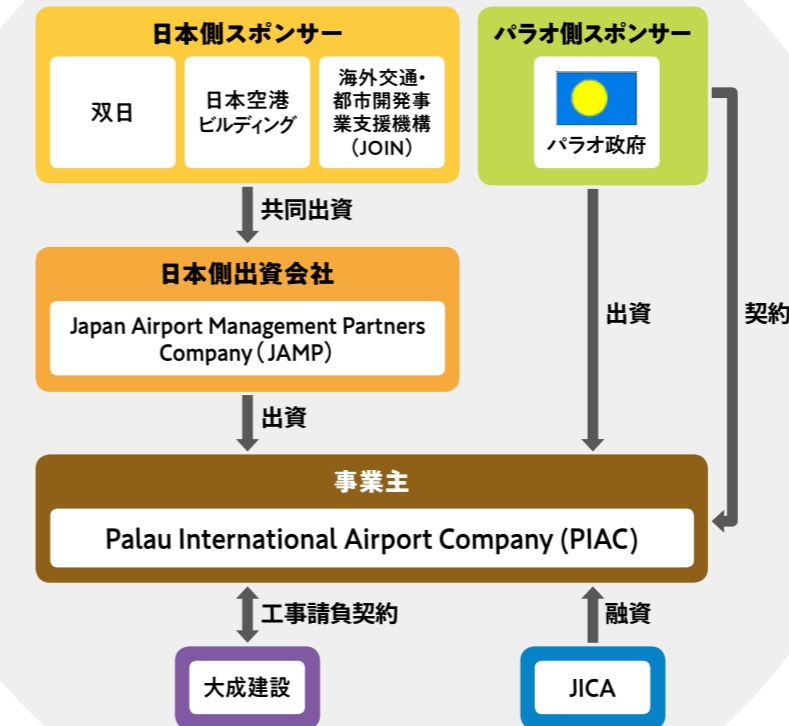 日本側スポンサー
双日
日本空港
ビルディング
海外交通・
都市開発事
業支援機構
（JOIN）
パラオ側スポンサー
パラオ政府
共同出資
日本側出資会社
Japan Airport Management Partners
Company（JAMP）
出資
出資
契約
事業主
Palau International Airport Company (PIAC)
工事請負契約
融資
大成建設
JICA